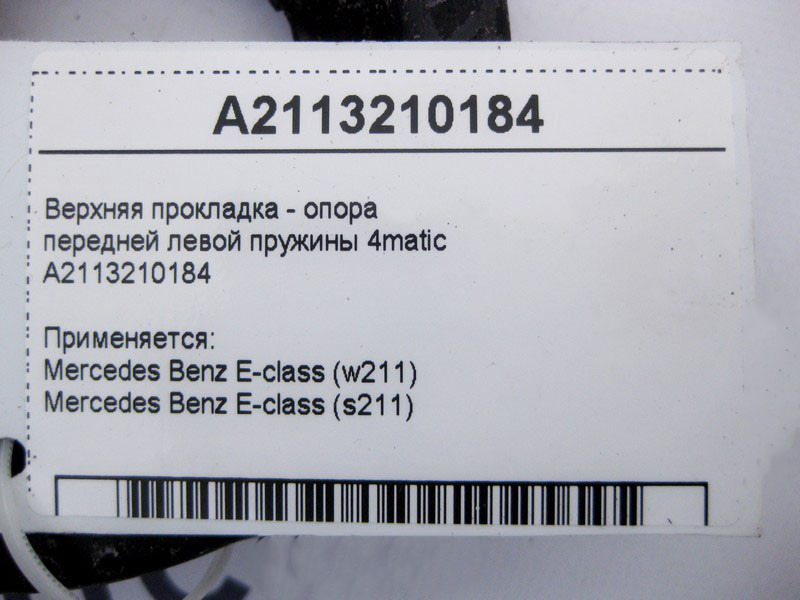 A2113210184
Верхняя прокладка - опора
передней левой пружины 4matic
A2113210184
Применяется:
Mercedes Benz E-class (w211)
Mercedes Benz E-class (s211)